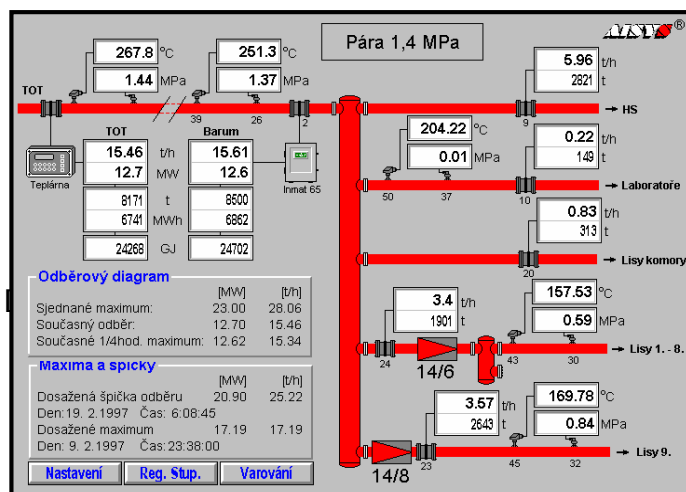 Pára 1,4 MPa
AISYS ®
267.8 °C
1.44 MPa
251.3 °C
1.37 MPa
TOT
39
26
2
TOT
Barum
15.46 t/h 15.61
12.7 MW 12.6
8171 t 8500
6741 MWh 6862
24268 GJ 24702
Teplárna
Inmat 65
5.96 t/h
2821 t
9
HS
204.22 °C
0.01 MPa
50
37
0.22 t/h
149 t
10
Laboratoře
0.83 t/h
313 t
20
Lisy komory
3.4 t/h
1901 t
24
14/6
157.53 °C
0.59 MPa
43
30
Lisy 1. - 8.
3.57 t/h
2643 t
14/8
23
169.78 °C
0.84 MPa
45
32
Lisy 9.
Odběrový diagram
[MW] [t/h]
Sjednané maximum: 23.00 28.06
Současný odběr: 12.70 15.46
Současné 1/4hod. maximum: 12.62 15.34
Maxima a spicky
[MW] [t/h]
Dosažená špička odběru 20.90 25.22
Den: 19. 2.1997 Čas: 6:08:45
Dosažené maximum 17.19 17.19
Den: 9. 2.1997 Čas: 23:38:00
Nastavení
Reg. Stup.
Varování